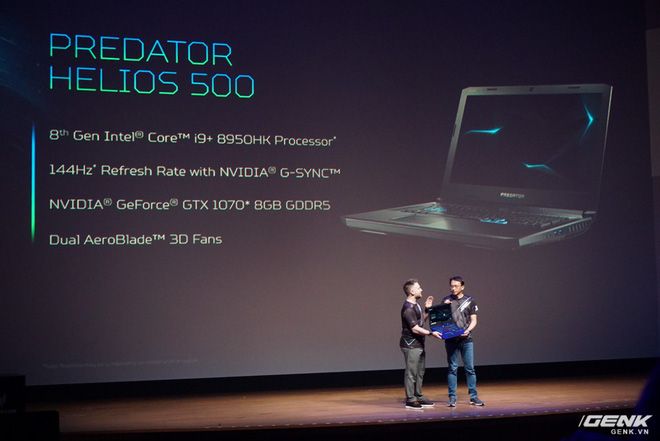 PREDATOR
HELIOS 500
8th Gen Intel® Core™ i9+ 8950HK Processor*
144Hz* Refresh Rate with NVIDIA® G-SYNC™
NVIDIA® GeForce® GTX 1070* 8GB GDDR5
Dual AeroBlade™ 3D Fans
PREDATOR
GENK
GENK.VN